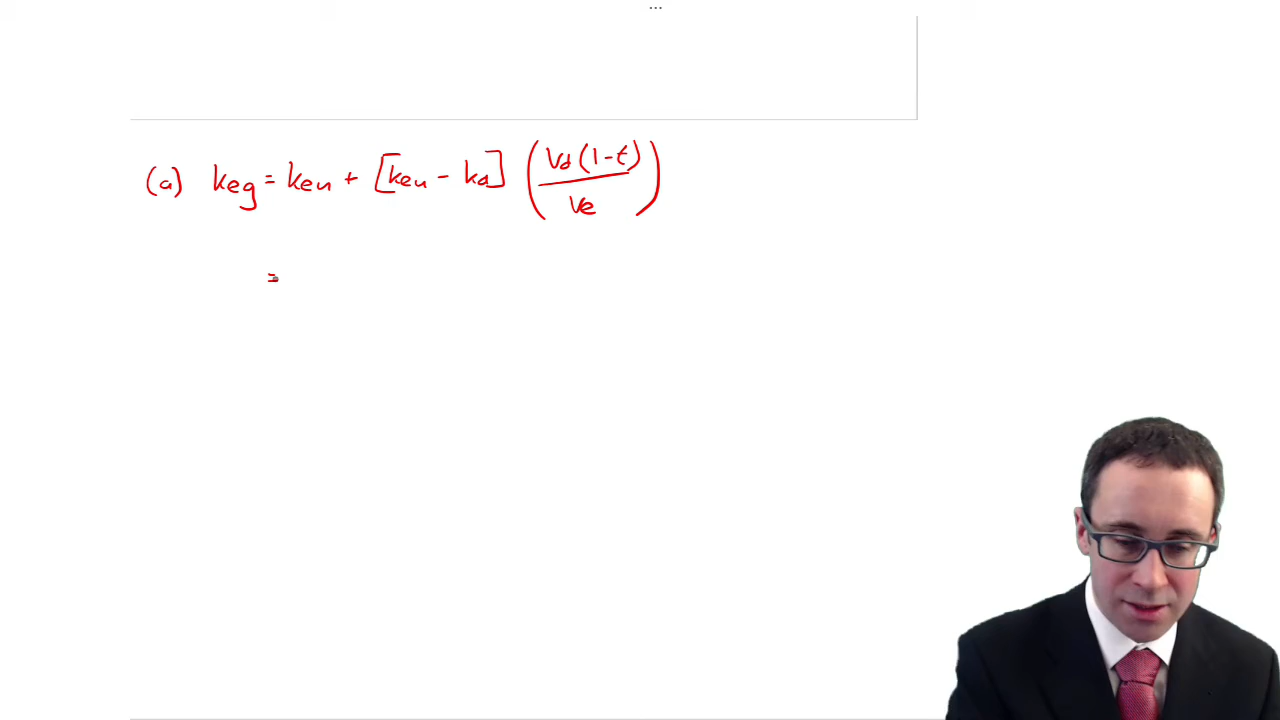 ...
(a) keg = keu + [keu - kd] (Vd(1-t) / Ve)
=